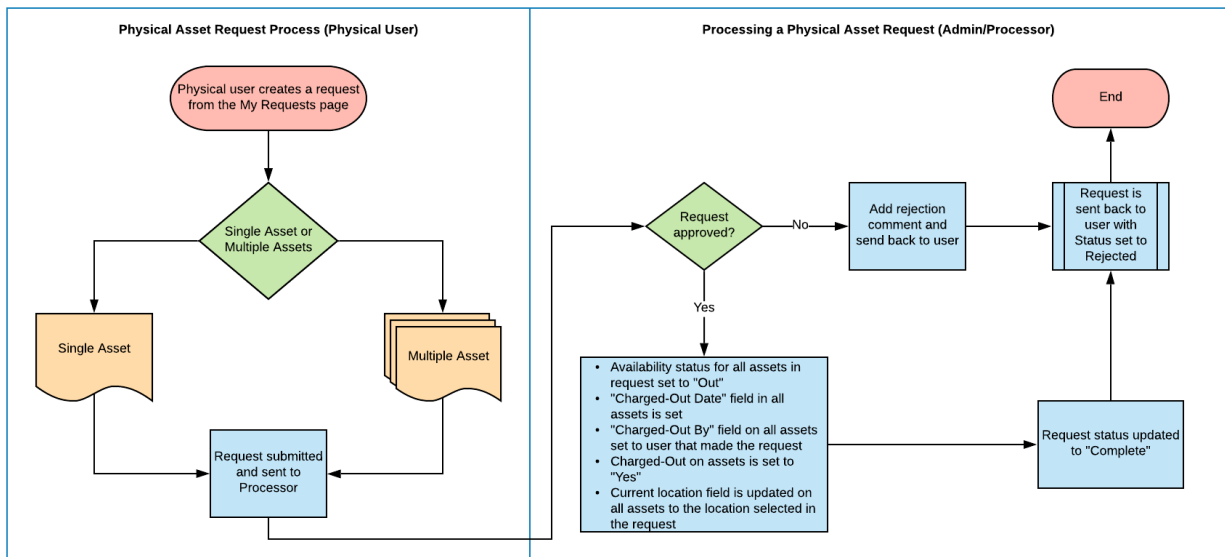 Physical Asset Request Process (Physical User)
Physical user creates a request
from the My Requests page
Single Asset or
Multiple Assets
Single Asset
Multiple Asset
Request submitted
and sent to
Processor
Processing a Physical Asset Request (Admin/Processor)
Request
approved?
No
Add rejection
comment and
send back to user
Request is
sent back to
user with
Status set to
Rejected
End
Yes
• Availability status for all assets in
request set to "Out"
• "Charged-Out Date" field in all
assets is set
• "Charged-Out By" field on all assets
set to user that made the request
• Charged-Out on assets is set to
"Yes"
• Current location field is updated on
all assets to the location selected in
the request
Request status updated
to "Complete"